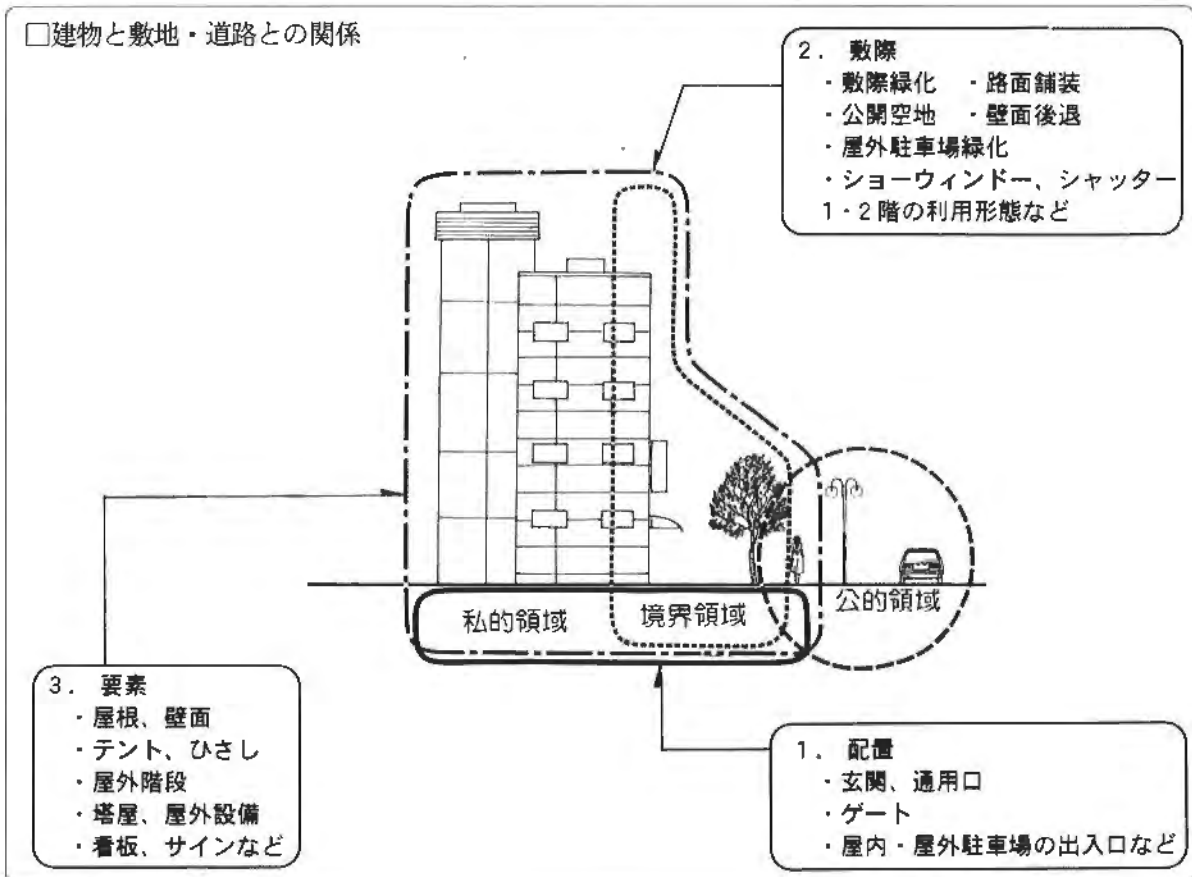 □建物と敷地・道路との関係
2. 敷際
・敷際緑化 ・路面舗装
・公開空地 ・壁面後退
・屋外駐車場緑化
・ショーウィンドー、シャッター
1・2階の利用形態など
私的領域 境界領域 公的領域
3. 要素
・屋根、壁面
・テント、ひさし
・屋外階段
・塔屋、屋外設備
・看板、サインなど
1. 配置
・玄関、通用口
・ゲート
・屋内・屋外駐車場の出入口など